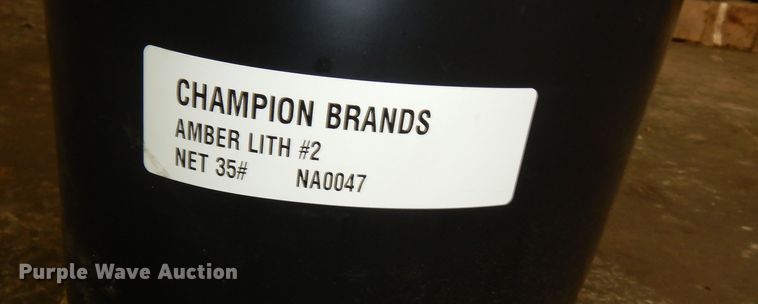 CHAMPION BRANDS
AMBER LITH #2
NET 35# NA0047
Purple Wave Auction